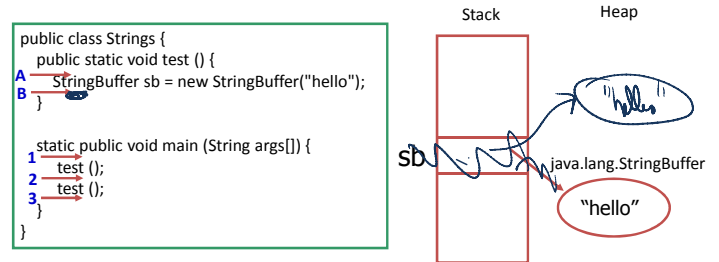 Stack
Heap
public class Strings {
public static void test () {
A
StringBuffer sb = new StringBuffer("hello");
B
}
static public void main (String args[]) {
1
test ();
2
test ();
3
}
}
"hello"
sb
java.lang.StringBuffer
“hello”